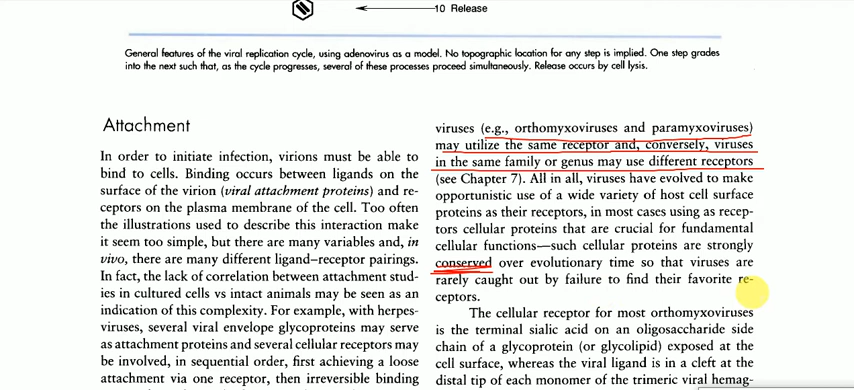 10 Release
General features of the viral replication cycle, using adenovirus as a model. No topographic location for any step is implied. One step grades
into the next such that, as the cycle progresses, several of these processes proceed simultaneously. Release occurs by cell lysis.
Attachment
In order to initiate infection, virions must be able to
bind to cells. Binding occurs between ligands on the
surface of the virion (viral attachment proteins) and re-
ceptors on the plasma membrane of the cell. Too often
the illustrations used to describe this interaction make
it seem too simple, but there are many variables and, in
vivo, there are many different ligand–receptor pairings.
In fact, the lack of correlation between attachment stud-
ies in cultured cells vs intact animals may be seen as an
indication of this complexity. For example, with herpes-
viruses, several viral envelope glycoproteins may serve
as attachment proteins and several cellular receptors may
be involved, in sequential order, first achieving a loose
attachment via one receptor, then irreversible binding
viruses (e.g., orthomyxoviruses and paramyxoviruses)
may utilize the same receptor and, conversely, viruses
in the same family or genus may use different receptors
(see Chapter 7). All in all, viruses have evolved to make
opportunistic use of a wide variety of host cell surface
proteins as their receptors, in most cases using as recep-
tors cellular proteins that are crucial for fundamental
cellular functions—such cellular proteins are strongly
conserved over evolutionary time so that viruses are
rarely caught out by failure to find their favorite re-
ceptors.
The cellular receptor for most orthomyxoviruses
is the terminal sialic acid on an oligosaccharide side
chain of a glycoprotein (or glycolipid) exposed at the
cell surface, whereas the viral ligand is in a cleft at the
distal tip of each monomer of the trimeric viral hemag-